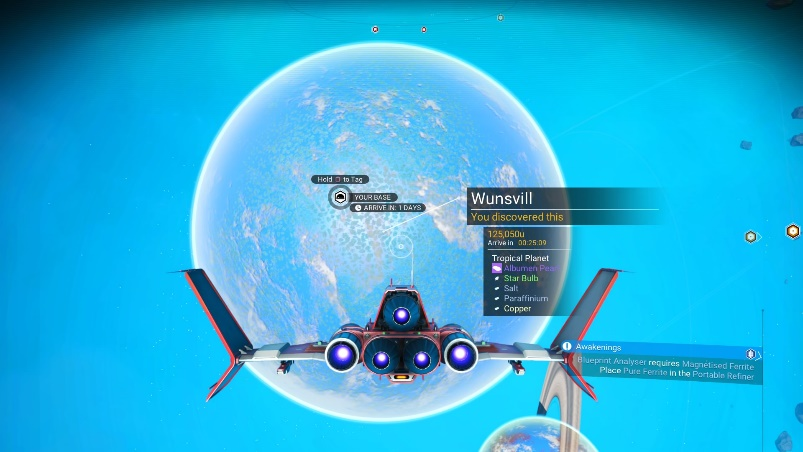 Hold to Tag
YOUR BASE
ARRIVE IN: 1 DAYS
Wunsvill
You discovered this
125,050u
Arrive in 00:25:09
Tropical Planet
Albumen Pearl
Star Bulb
Salt
Paraffinium
Copper
Awakenings
Blueprint Analyser requires Magnetised Ferrite
Place Pure Ferrite in the Portable Refiner